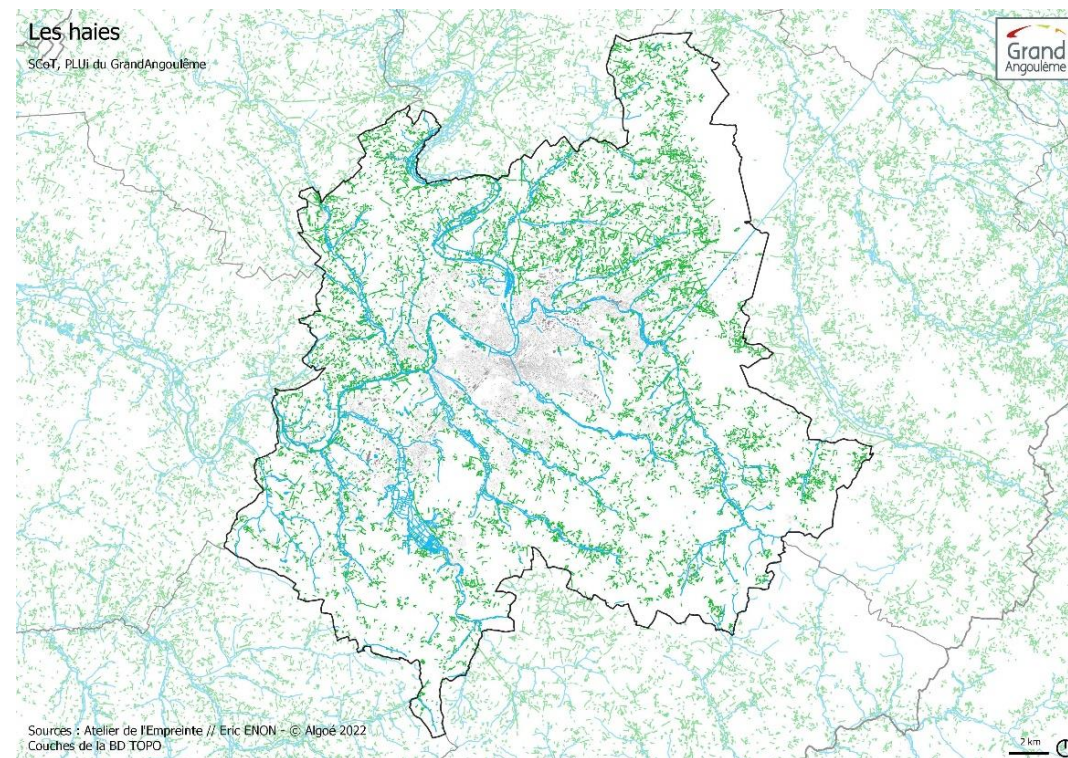 Les haies
SCoT, PLUi du GrandAngoulême
Grand
Angoulême
Sources : Atelier de l'Empreinte // Eric ENON - © Algoé 2022
Couches de la BD TOPO
2 km